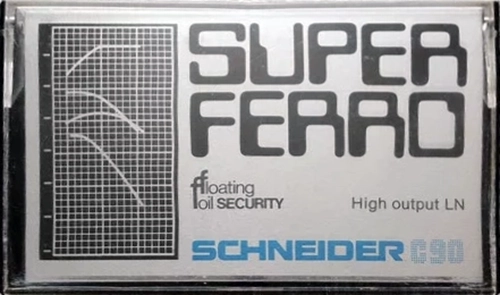 SUPER
FERRO
floating
foil SECURITY
High output LN
SCHNEIDER C90